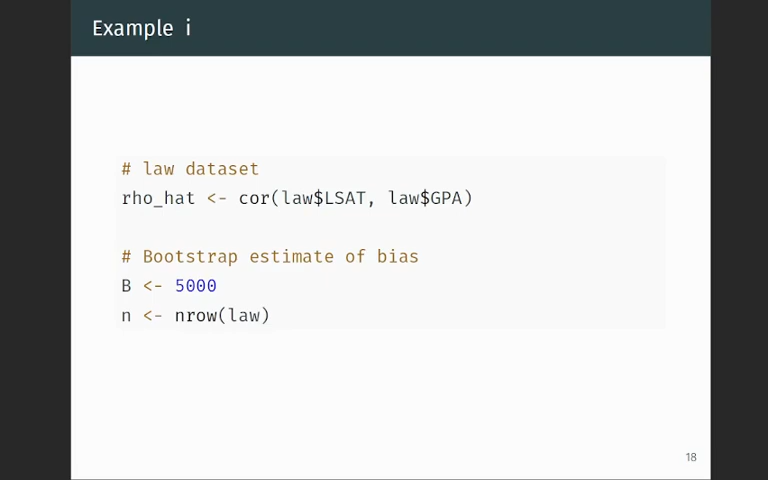 Example i
# law dataset
rho_hat <- cor(law$LSAT, law$GPA)
# Bootstrap estimate of bias
B <- 5000
n <- nrow(law)
18